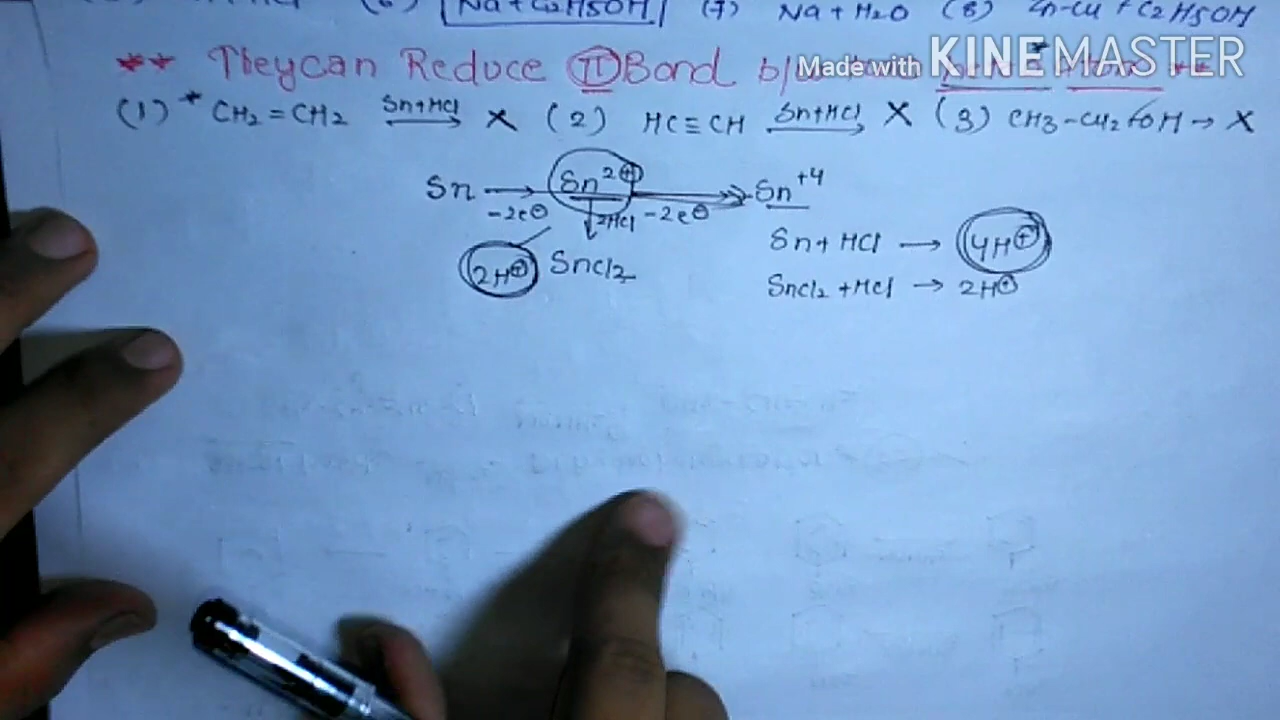 Na + C2H5OH (7) Na + H2O (8) Zn-Cu + C2H5OH
** They can Reduce π Bond b/w
Made with KINEMASTER
(1) * CH2 = CH2 Sn+HCl → X (2) HC≡CH Sn+HCl → X (3) CH3-CH2-OH → X
Sn → Sn2⊕ → Sn+4
-2e⊖ 2HCl -2e⊖
Sn + HCl → 4H⊕
2H⊕ SnCl2
SnCl2 + HCl → 2H⊕